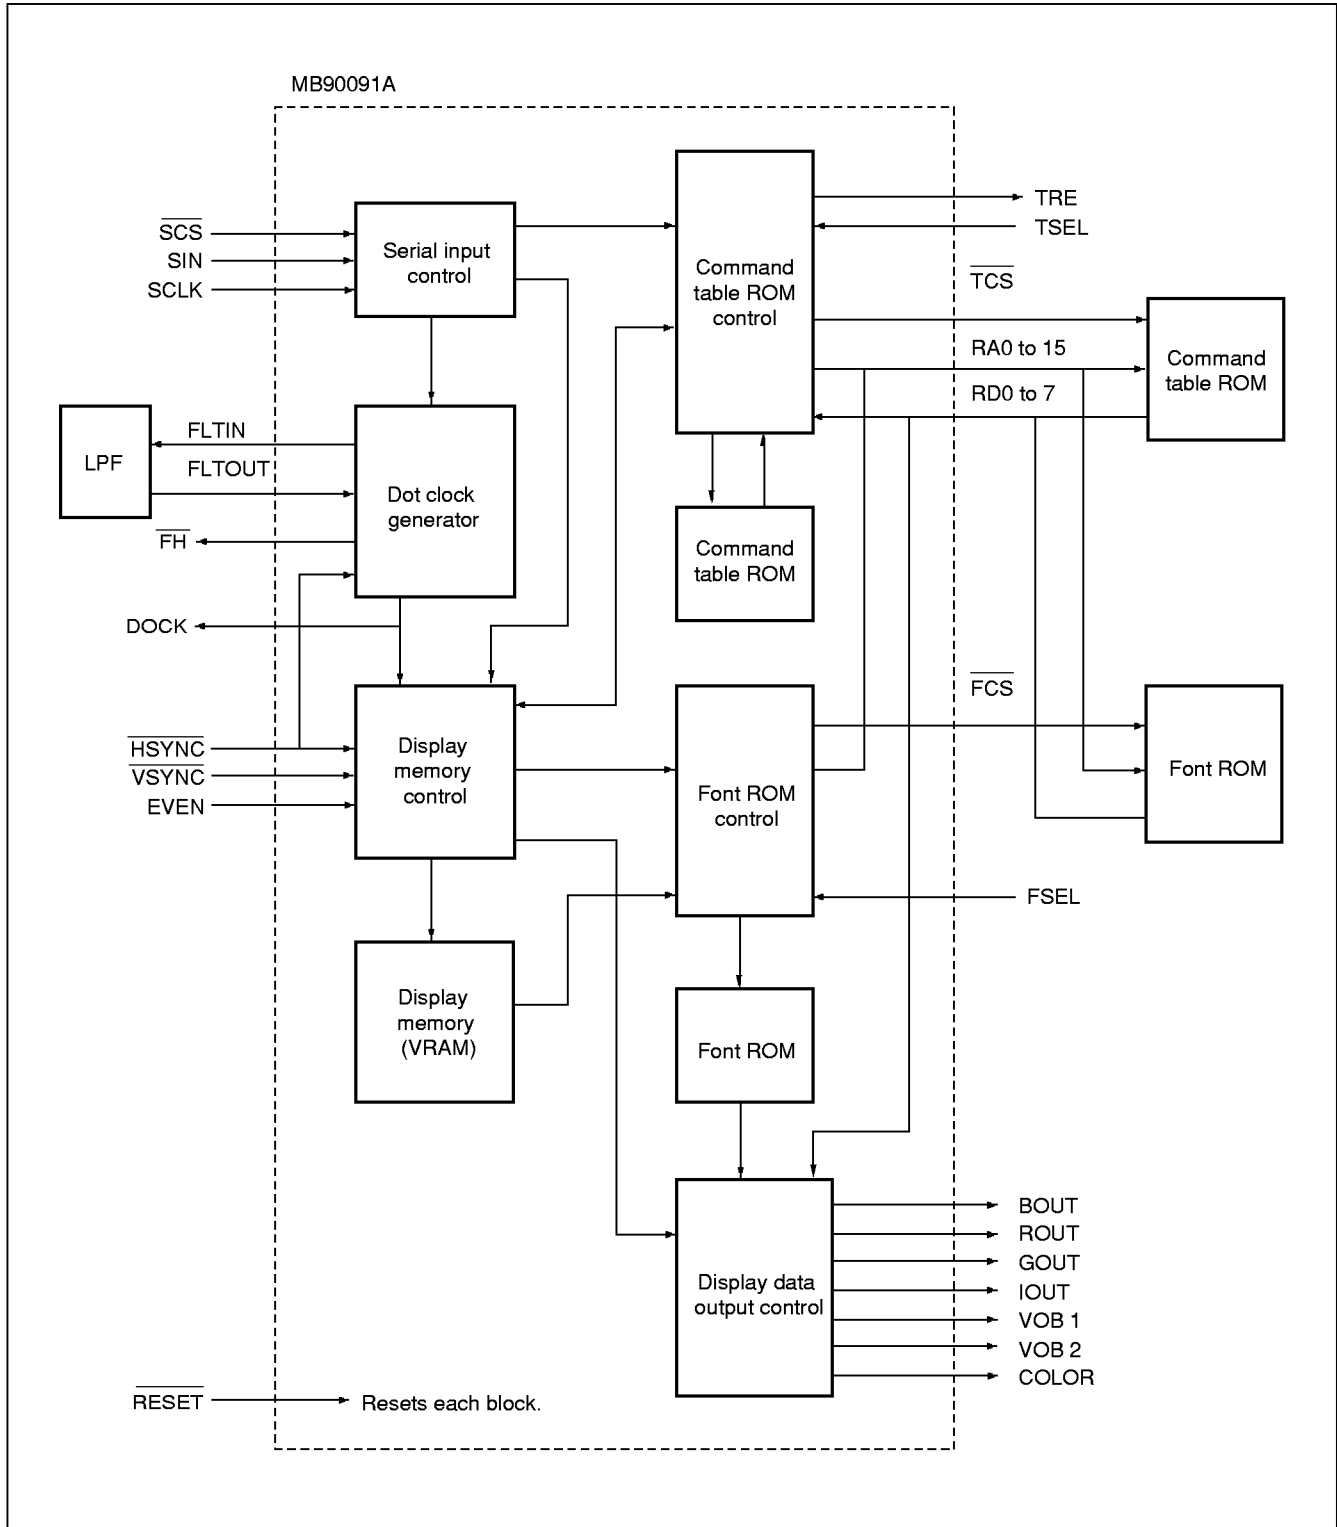 MB90091A
SCS
SIN
SCLK
Serial input
control
Command
table ROM
control
TRE
TSEL
TCS
RA0 to 15
RD0 to 7
Command
table ROM
LPF
FLTIN
FLTOUT
FH
Dot clock
generator
Command
table ROM
DOCK
HSYNC
VSYNC
EVEN
Display
memory
control
Font ROM
control
FCS
Font ROM
FSEL
Display
memory
(VRAM)
Font ROM
Display data
output control
BOUT
ROUT
GOUT
IOUT
VOB 1
VOB 2
COLOR
RESET
Resets each block.